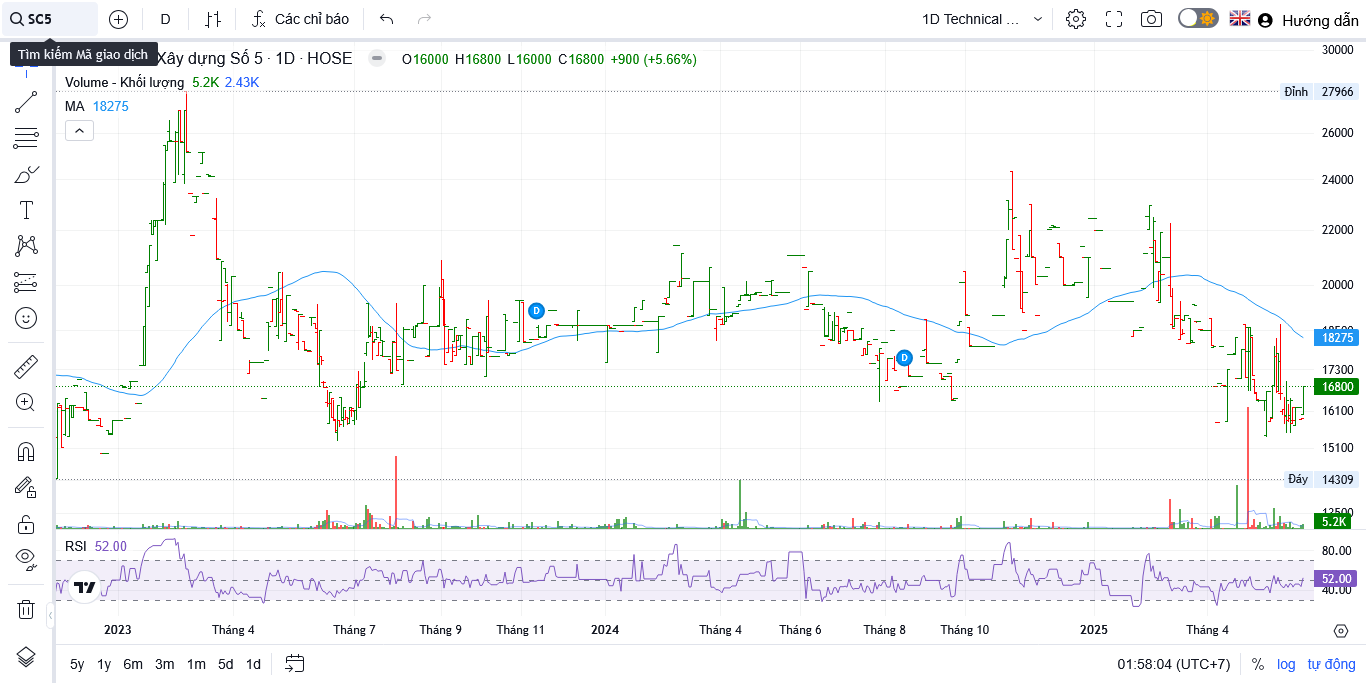 SC5 D Các chỉ báo 1D Technical ... Hướng dẫn
Tìm kiếm Mã giao dịch
Xây dựng Số 5 · 1D · HOSE O16000 H16800 L16000 C16800 +900 (+5.66%)
Volume - Khối lượng 5.2K 2.43K
MA 18275
30000
Đỉnh 27966
26000
24000
22000
20000
D
18275
D
17300
16800
16100
15100
Đáy 14309
5.2K
RSI 52.00
80.00
52.00
40.00
2023 Tháng 4 Tháng 7 Tháng 9 Tháng 11 2024 Tháng 4 Tháng 6 Tháng 8 Tháng 10 2025 Tháng 4
5y 1y 6m 3m 1m 5d 1d 01:58:04 (UTC+7) % log tự động